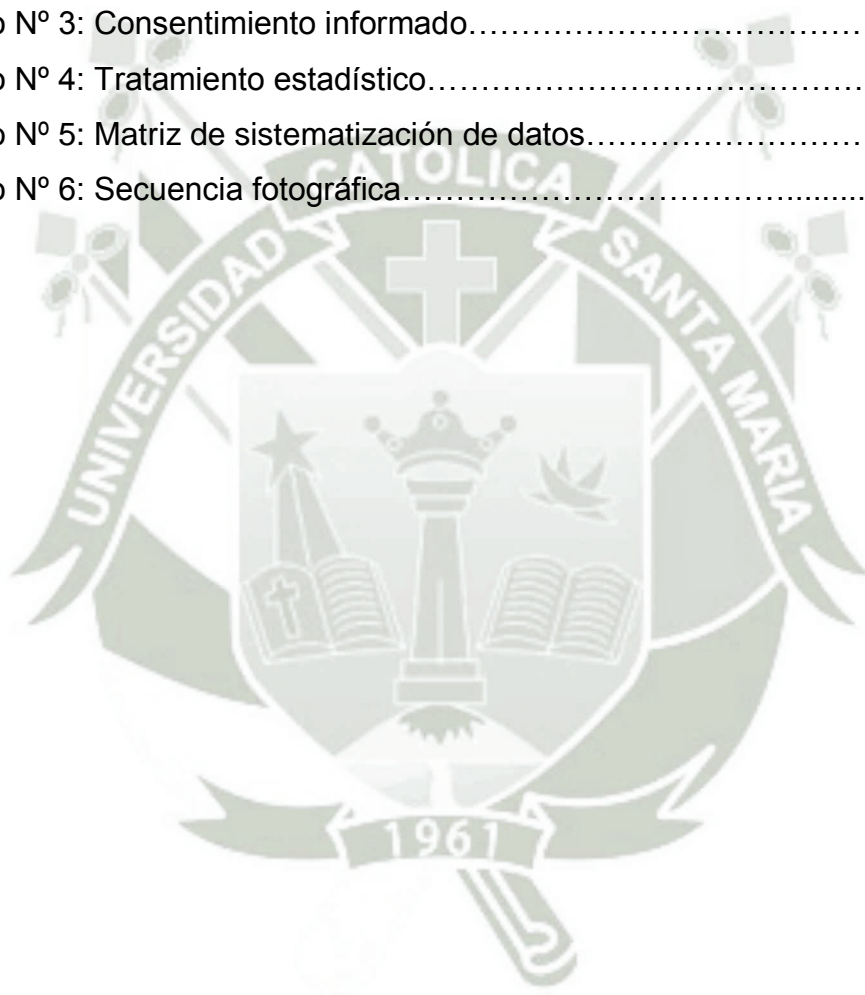 o Nº 3: Consentimiento informado……………………………….
o Nº 4: Tratamiento estadístico……………………………………
o Nº 5: Matriz de sistematización de datos………………………
o Nº 6: Secuencia fotográfica……………………………….........
UNIVERSIDAD CATOLICA SANTA MARIA
1961